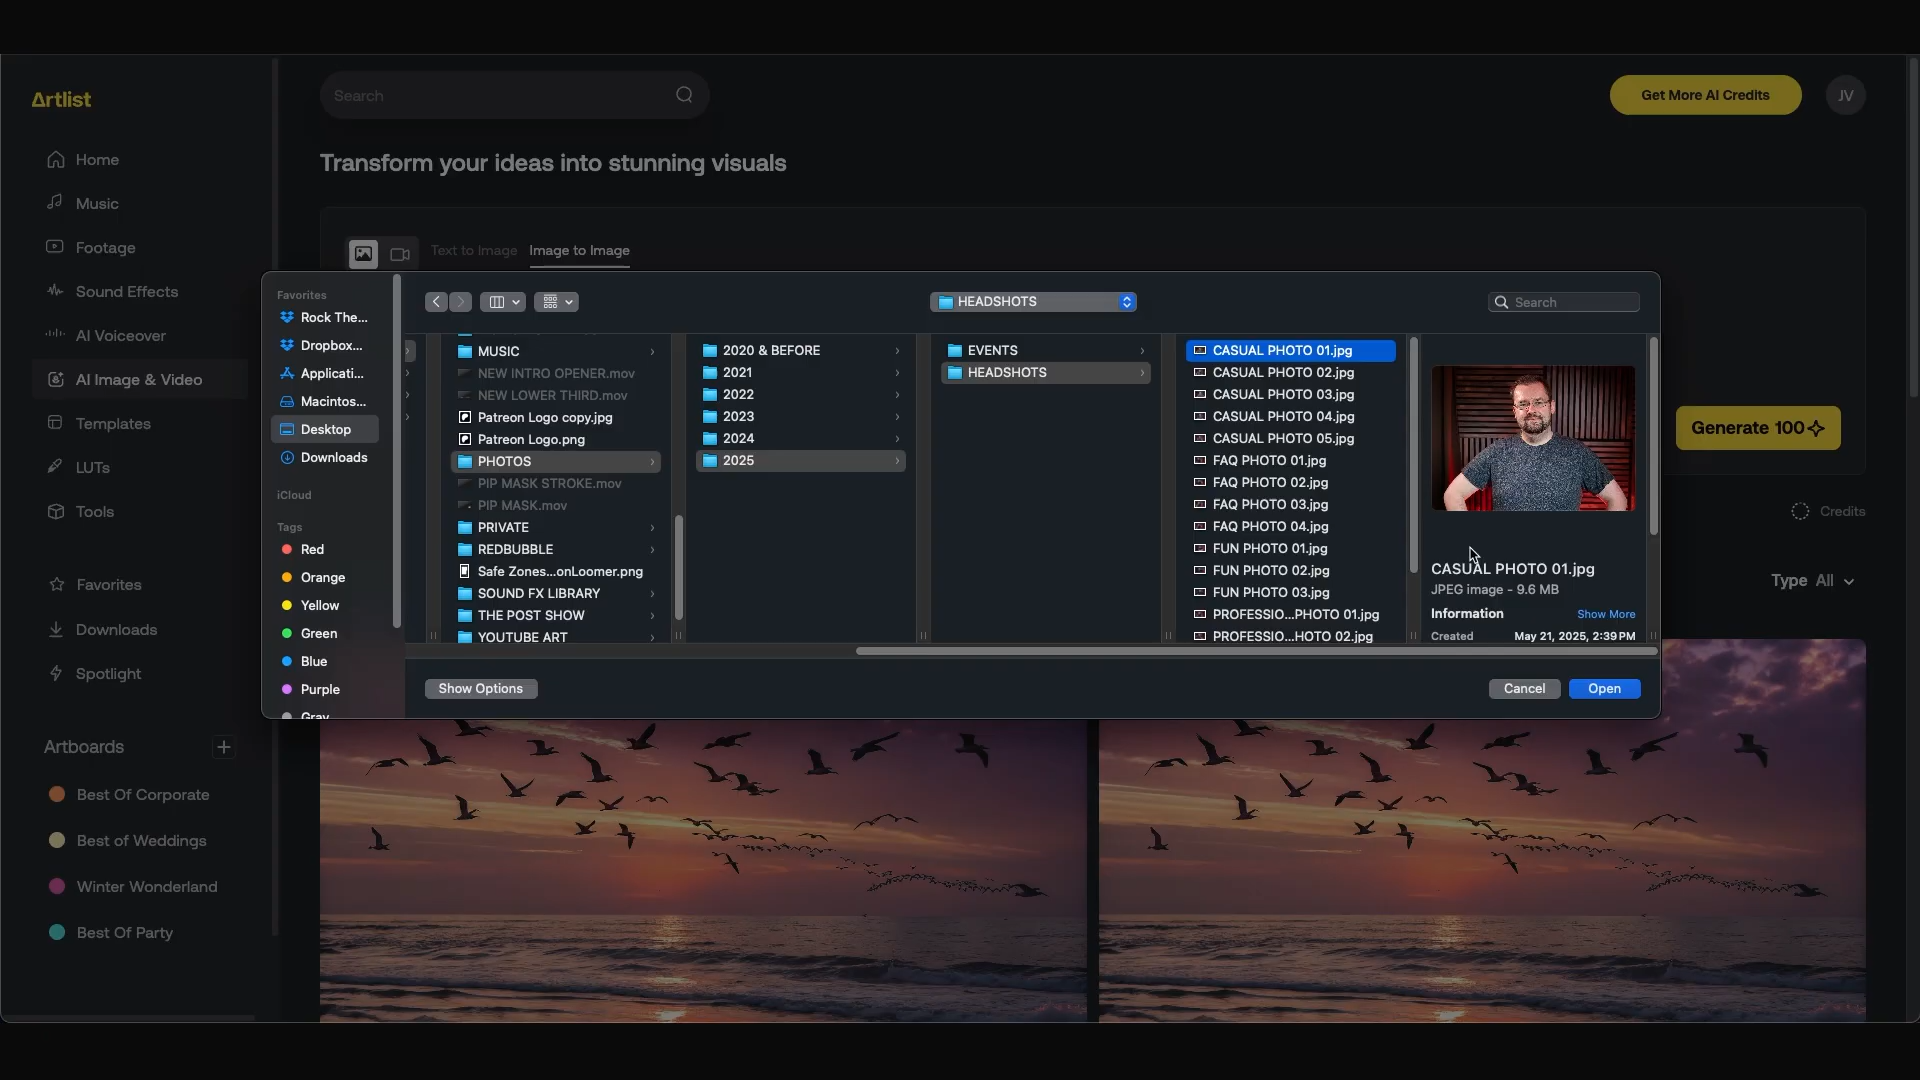 Artlist
Search
Get More AI Credits
JV
Home
Music
Footage
Sound Effects
AI Voiceover
AI Image & Video
Templates
LUTs
Tools
Favorites
Downloads
Spotlight
Artboards
Best Of Corporate
Best of Weddings
Winter Wonderland
Best Of Party
Transform your ideas into stunning visuals
Text to Image
Image to Image
Generate 100
Credits
Type All
Favorites
Rock The...
Dropbox...
Applicati...
Macintos...
Desktop
Downloads
iCloud
Tags
Red
Orange
Yellow
Green
Blue
Purple
Gray
HEADSHOTS
Search
MUSIC
NEW INTRO OPENER.mov
NEW LOWER THIRD.mov
Patreon Logo copy.jpg
Patreon Logo.png
PHOTOS
PIP MASK STROKE.mov
PIP MASK.mov
PRIVATE
REDBUBBLE
Safe Zones...onLoomer.png
SOUND FX LIBRARY
THE POST SHOW
YOUTUBE ART
2020 & BEFORE
2021
2022
2023
2024
2025
EVENTS
HEADSHOTS
CASUAL PHOTO 01.jpg
CASUAL PHOTO 02.jpg
CASUAL PHOTO 03.jpg
CASUAL PHOTO 04.jpg
CASUAL PHOTO 05.jpg
FAQ PHOTO 01.jpg
FAQ PHOTO 02.jpg
FAQ PHOTO 03.jpg
FAQ PHOTO 04.jpg
FUN PHOTO 01.jpg
FUN PHOTO 02.jpg
FUN PHOTO 03.jpg
PROFESSIO...PHOTO 01.jpg
PROFESSIO...HOTO 02.jpg
CASUAL PHOTO 01.jpg
JPEG image - 9.6 MB
Information
Show More
Created
May 21, 2025, 2:39 PM
Show Options
Cancel
Open